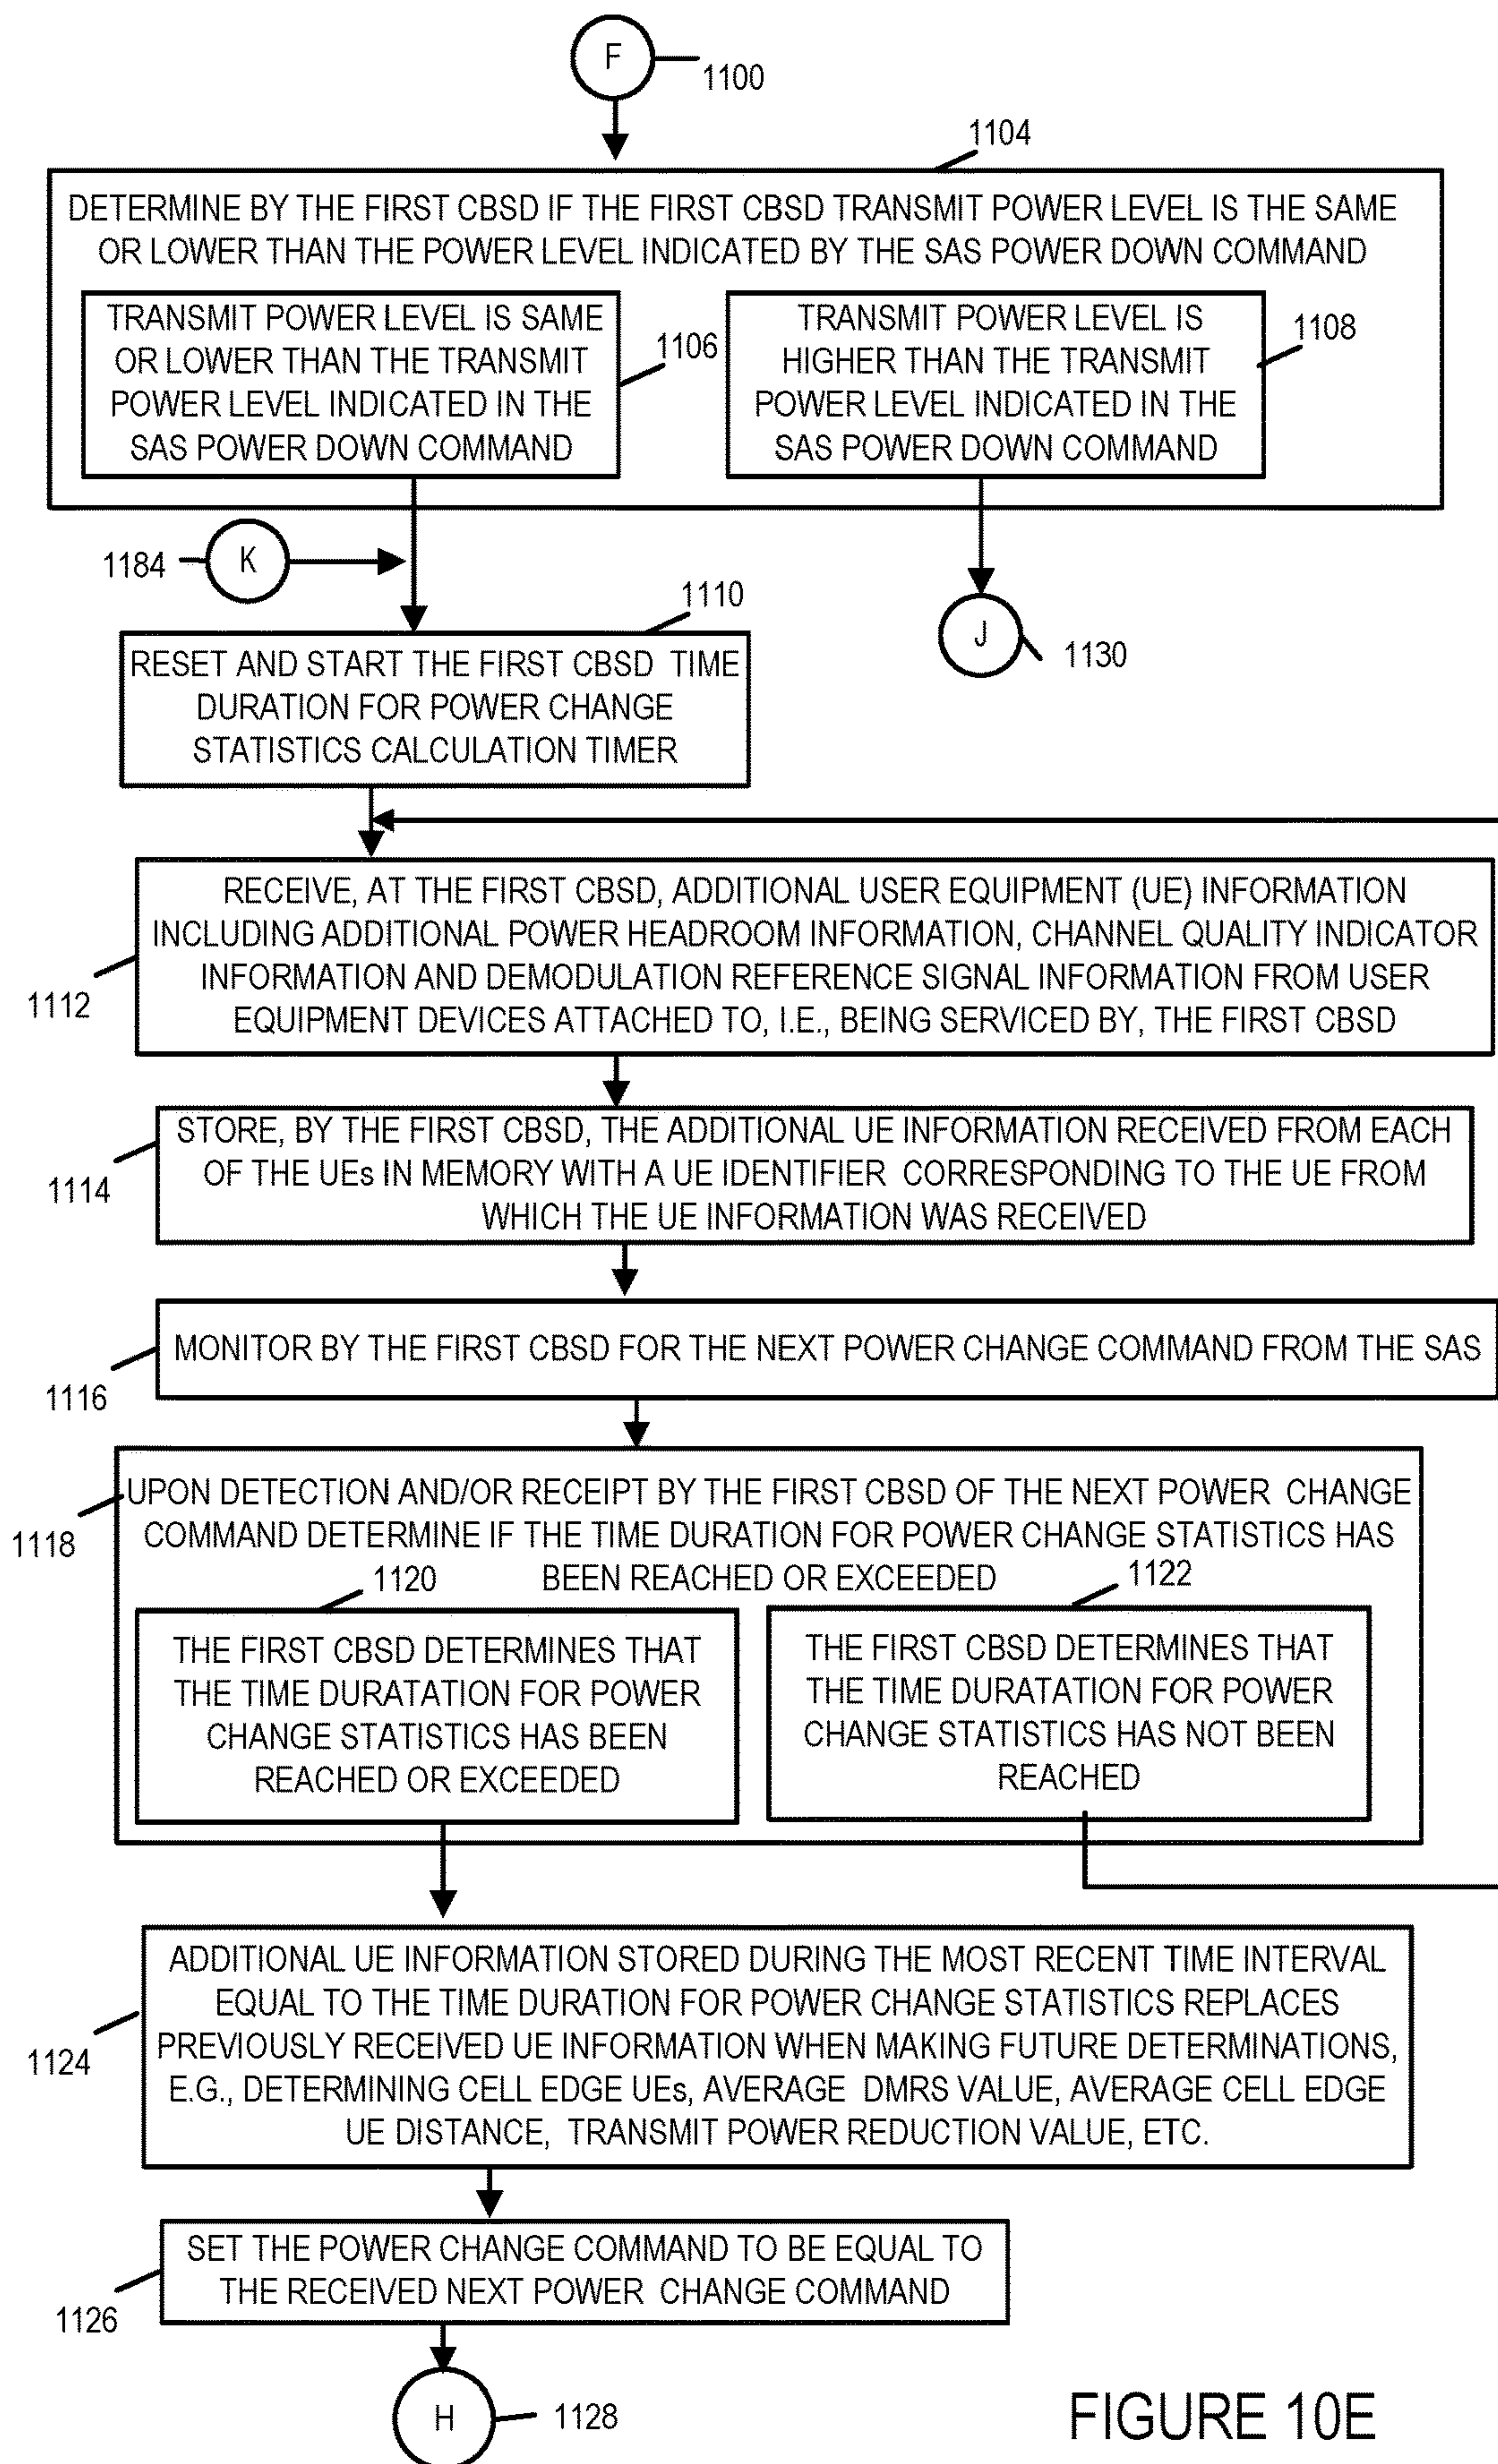 F
1100
1104
DETERMINE BY THE FIRST CBSD IF THE FIRST CBSD TRANSMIT POWER LEVEL IS THE SAME
OR LOWER THAN THE POWER LEVEL INDICATED BY THE SAS POWER DOWN COMMAND
TRANSMIT POWER LEVEL IS SAME
OR LOWER THAN THE TRANSMIT
POWER LEVEL INDICATED IN THE
SAS POWER DOWN COMMAND
1106
TRANSMIT POWER LEVEL IS
HIGHER THAN THE TRANSMIT
POWER LEVEL INDICATED IN THE
SAS POWER DOWN COMMAND
1108
1184
K
J
1130
1110
RESET AND START THE FIRST CBSD TIME
DURATION FOR POWER CHANGE
STATISTICS CALCULATION TIMER
RECEIVE, AT THE FIRST CBSD, ADDITIONAL USER EQUIPMENT (UE) INFORMATION
INCLUDING ADDITIONAL POWER HEADROOM INFORMATION, CHANNEL QUALITY INDICATOR
INFORMATION AND DEMODULATION REFERENCE SIGNAL INFORMATION FROM USER
EQUIPMENT DEVICES ATTACHED TO, I.E., BEING SERVICED BY, THE FIRST CBSD
1112
STORE, BY THE FIRST CBSD, THE ADDITIONAL UE INFORMATION RECEIVED FROM EACH
OF THE UEs IN MEMORY WITH A UE IDENTIFIER CORRESPONDING TO THE UE FROM
WHICH THE UE INFORMATION WAS RECEIVED
1114
MONITOR BY THE FIRST CBSD FOR THE NEXT POWER CHANGE COMMAND FROM THE SAS
1116
UPON DETECTION AND/OR RECEIPT BY THE FIRST CBSD OF THE NEXT POWER CHANGE
COMMAND DETERMINE IF THE TIME DURATION FOR POWER CHANGE STATISTICS HAS
BEEN REACHED OR EXCEEDED
1118
1120
THE FIRST CBSD DETERMINES THAT
THE TIME DURATATION FOR POWER
CHANGE STATISTICS HAS BEEN
REACHED OR EXCEEDED
1122
THE FIRST CBSD DETERMINES THAT
THE TIME DURATATION FOR POWER
CHANGE STATISTICS HAS NOT BEEN
REACHED
ADDITIONAL UE INFORMATION STORED DURING THE MOST RECENT TIME INTERVAL
EQUAL TO THE TIME DURATION FOR POWER CHANGE STATISTICS REPLACES
PREVIOUSLY RECEIVED UE INFORMATION WHEN MAKING FUTURE DETERMINATIONS,
E.G., DETERMINING CELL EDGE UEs, AVERAGE DMRS VALUE, AVERAGE CELL EDGE
UE DISTANCE, TRANSMIT POWER REDUCTION VALUE, ETC.
1124
SET THE POWER CHANGE COMMAND TO BE EQUAL TO
THE RECEIVED NEXT POWER CHANGE COMMAND
1126
H
1128
FIGURE 10E